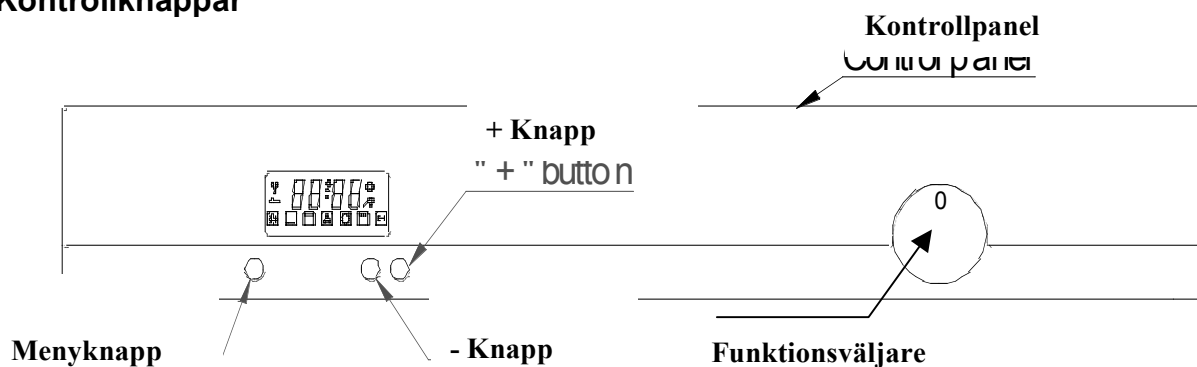 Kontrollknappar
Kontrollpanel
Control panel
+ Knapp
" + " button
0
Menyknapp
- Knapp
Funktionsväljare